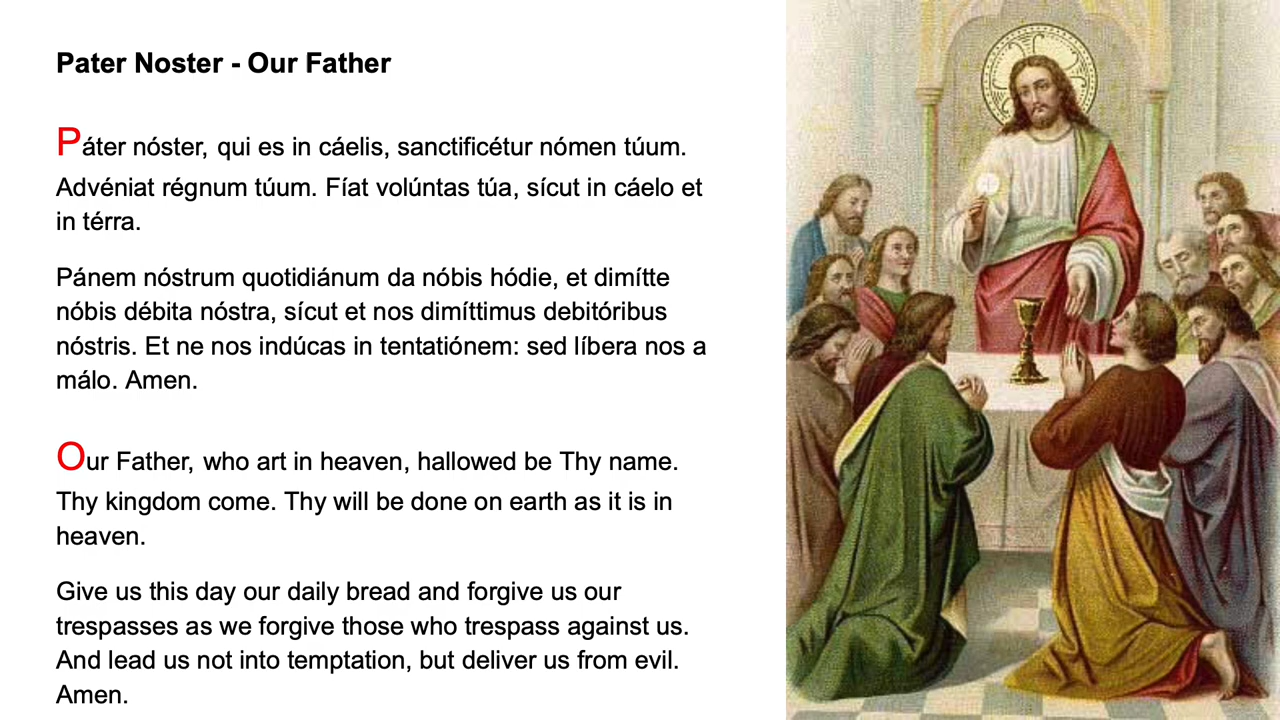 Pater Noster - Our Father
Páter nóster, qui es in cáelis, sanctificétur nómen túum.
Advéniat régnum túum. Fíat volúntas túa, sícut in cáelo et
in térra.
Pánem nóstrum quotidiánum da nóbis hódie, et dimítte
nóbis débita nóstra, sícut et nos dimíttimus debitóribus
nóstris. Et ne nos indúcas in tentatiónem: sed líbera nos a
málo. Amen.
Our Father, who art in heaven, hallowed be Thy name.
Thy kingdom come. Thy will be done on earth as it is in
heaven.
Give us this day our daily bread and forgive us our
trespasses as we forgive those who trespass against us.
And lead us not into temptation, but deliver us from evil.
Amen.